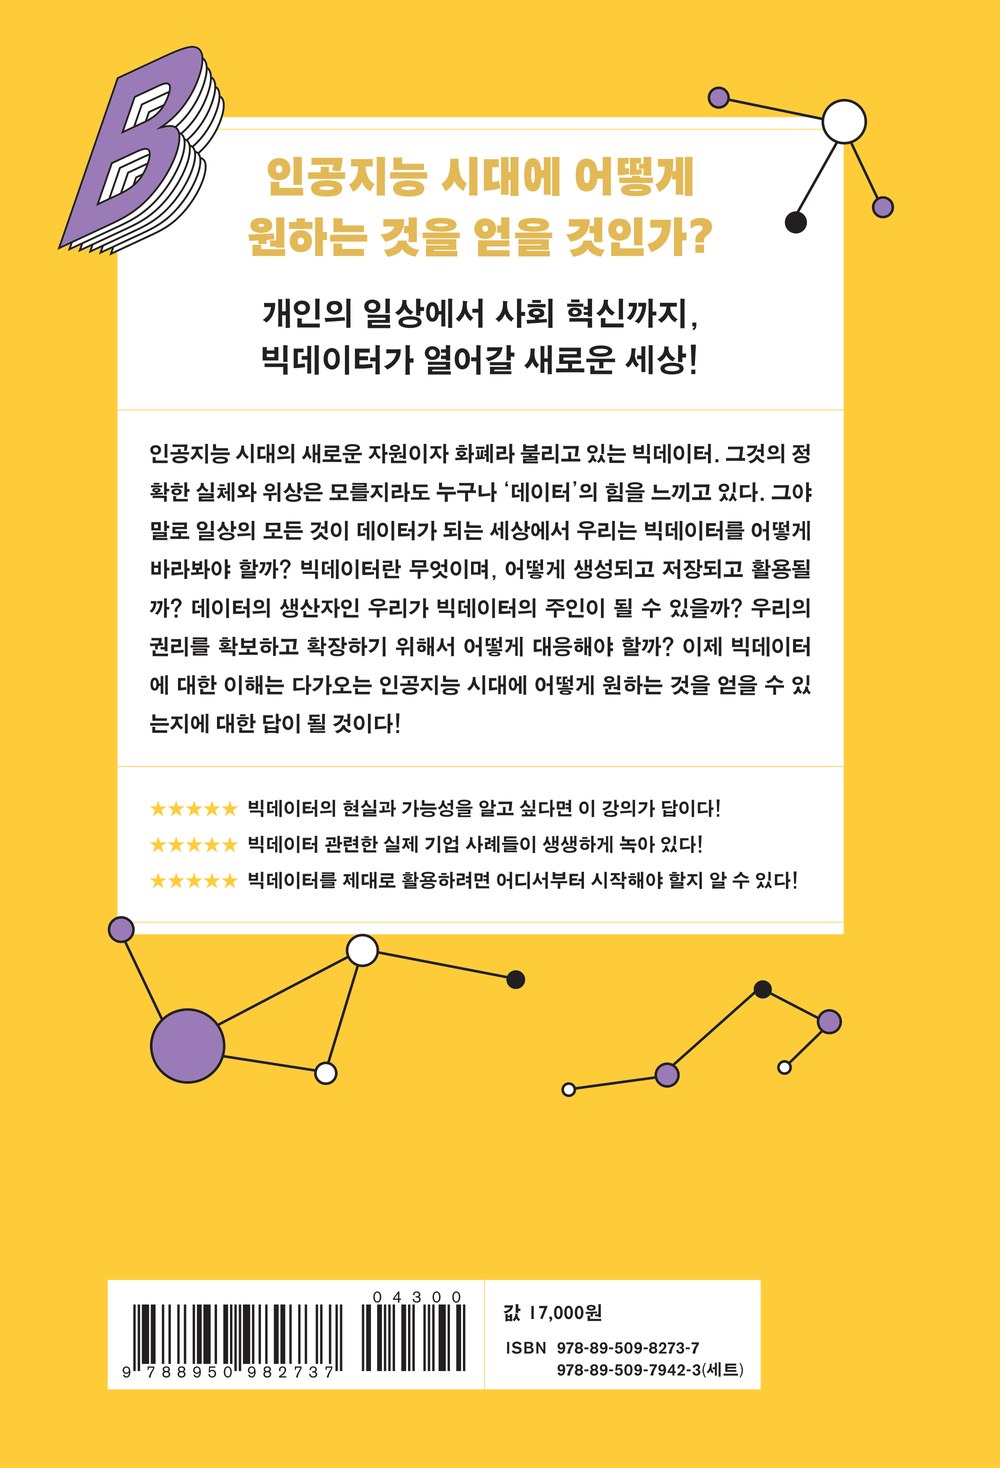 B
인공지능 시대에 어떻게
원하는 것을 얻을 것인가?
개인의 일상에서 사회 혁신까지,
빅데이터가 열어갈 새로운 세상!
인공지능 시대의 새로운 자원이자 화폐라 불리고 있는 빅데이터. 그것의 정
확한 실체와 위상은 모를지라도 누구나 ‘데이터’의 힘을 느끼고 있다. 그야
말로 일상의 모든 것이 데이터가 되는 세상에서 우리는 빅데이터를 어떻게
바라봐야 할까? 빅데이터란 무엇이며, 어떻게 생성되고 저장되고 활용될
까? 데이터의 생산자인 우리가 빅데이터의 주인이 될 수 있을까? 우리의
권리를 확보하고 확장하기 위해서 어떻게 대응해야 할까? 이제 빅데이터
에 대한 이해는 다가오는 인공지능 시대에 어떻게 원하는 것을 얻을 수 있
는지에 대한 답이 될 것이다!
★★★★★ 빅데이터의 현실과 가능성을 알고 싶다면 이 강의가 답이다!
★★★★★ 빅데이터 관련한 실제 기업 사례들이 생생하게 녹아 있다!
★★★★★ 빅데이터를 제대로 활용하려면 어디서부터 시작해야 할지 알 수 있다!
04300
9 788950 982737
값 17,000원
ISBN 978-89-509-8273-7
978-89-509-7942-3(세트)